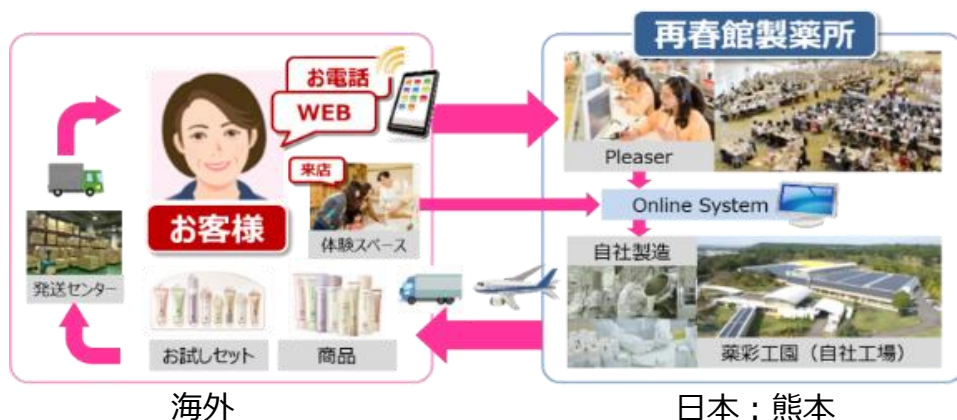 再春館製薬所
お電話
WEB
来店
お客様
体験スペース
発送センター
お試しセット
商品
Pleaser
Online System
自社製造
薬彩工園（自社工場）
海外
日本：熊本